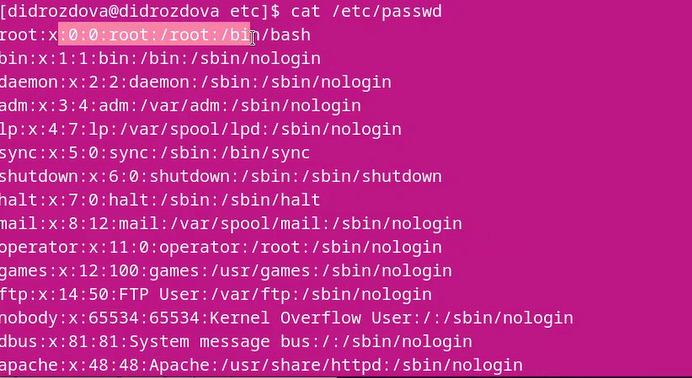 [didrozdova@didrozdova etc]$ cat /etc/passwd
root:x:0:0:root:/root:/bin/bash
bin:x:1:1:bin:/bin:/sbin/nologin
daemon:x:2:2:daemon:/sbin:/sbin/nologin
adm:x:3:4:adm:/var/adm:/sbin/nologin
lp:x:4:7:lp:/var/spool/lpd:/sbin/nologin
sync:x:5:0:sync:/sbin:/bin/sync
shutdown:x:6:0:shutdown:/sbin:/sbin/shutdown
halt:x:7:0:halt:/sbin:/sbin/halt
mail:x:8:12:mail:/var/spool/mail:/sbin/nologin
operator:x:11:0:operator:/root:/sbin/nologin
games:x:12:100:games:/usr/games:/sbin/nologin
ftp:x:14:50:FTP User:/var/ftp:/sbin/nologin
nobody:x:65534:65534:Kernel Overflow User:/:/sbin/nologin
dbus:x:81:81:System message bus:/:/sbin/nologin
apache:x:48:48:Apache:/usr/share/httpd:/sbin/nologin